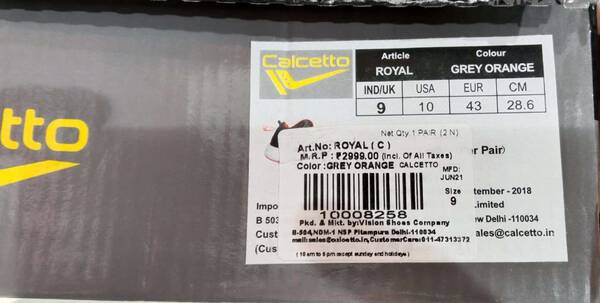 Calcetto
Article
Colour
ROYAL
GREY ORANGE
IND/UK USA EUR CM
9 10 43 28.6
Net Qty 1 PAIR (2 N)
er Pair)
Art.No: ROYAL ( C )
M.R.P : ₹2999.00 (Incl. Of All Taxes)
Color : GREY ORANGE CALCETTO
MFD:
JUN21
Size
9
10008258
Pkd. & Mkt. by:Vision Shoes Company
B-504,NDM-1 NSP Pitampura Delhi-110034
mail:sales@calcetto.in,CustomerCare:011-47313372
( 10 am to 6 pm except sunday and holidays )
tember - 2018
Impo
Limited
B 503
ew Delhi -110034
Cust
ales@calcetto.in
(Cus
etto